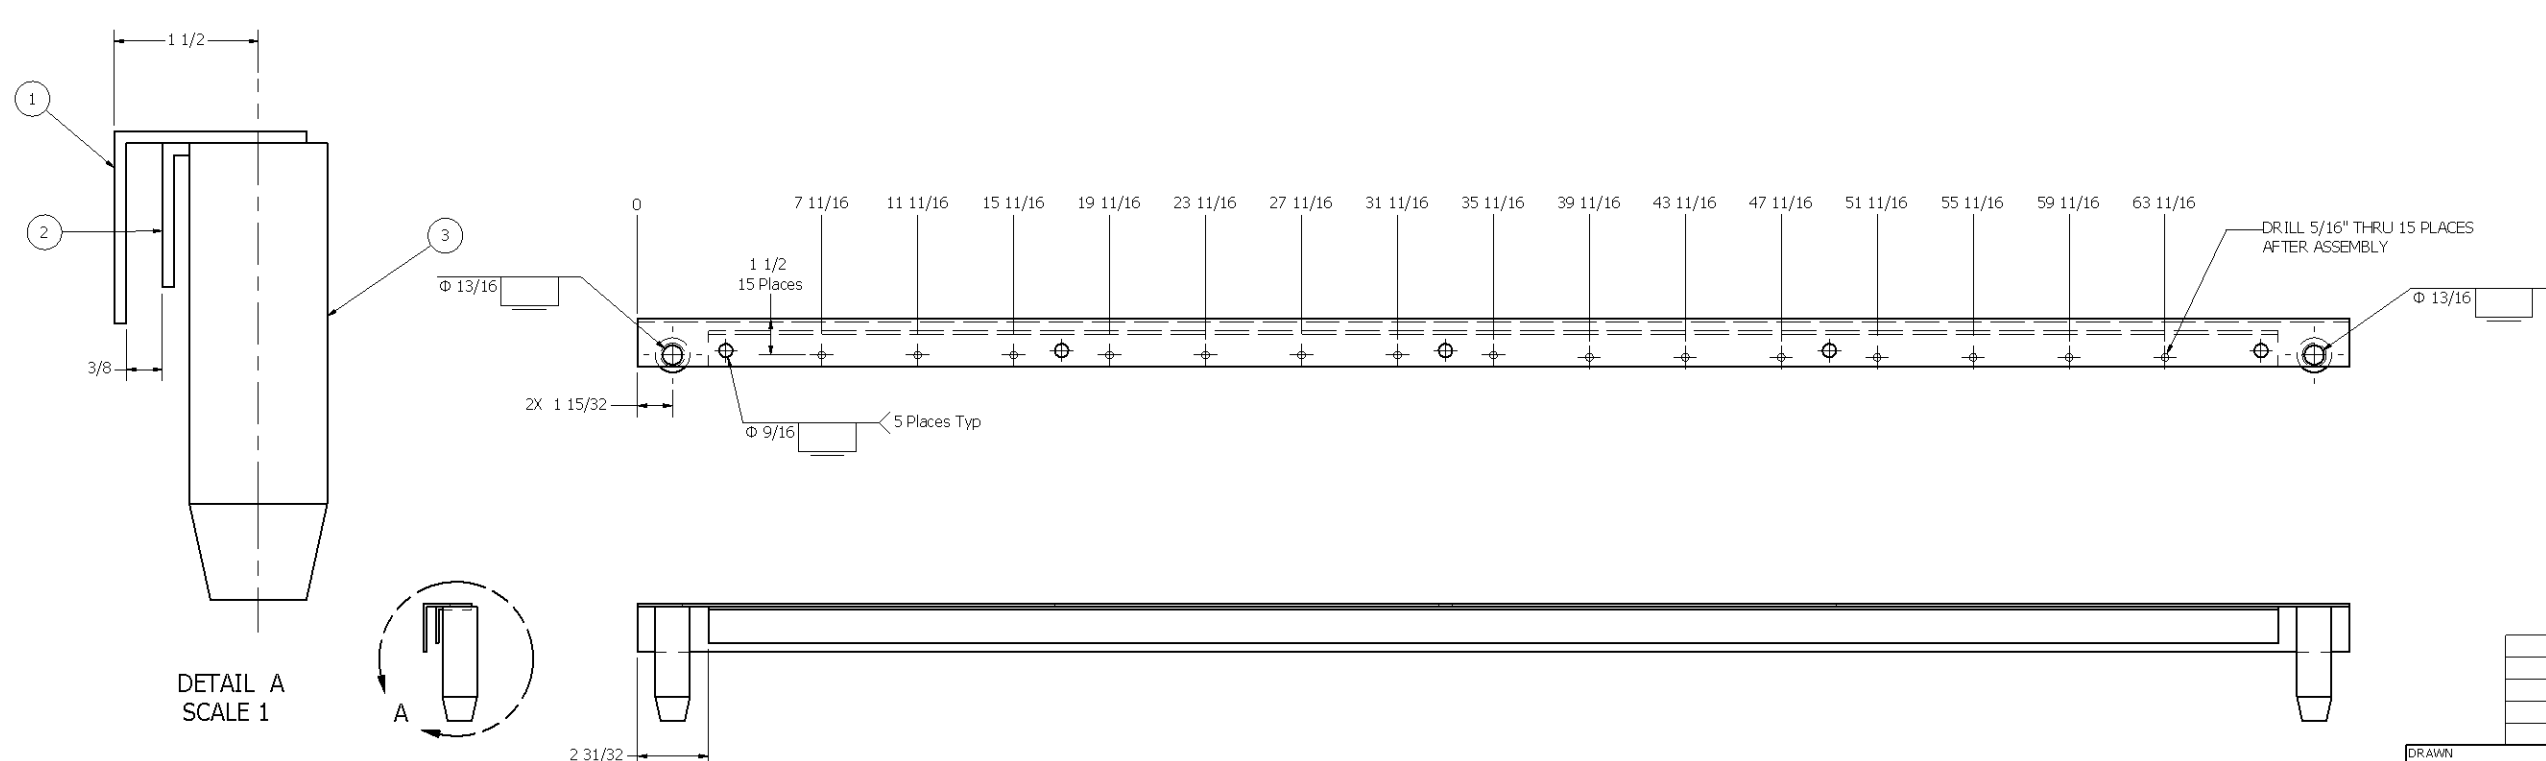 1 1/2
1
2
3
3/8
DETAIL A
SCALE 1
A
0
7 11/16
11 11/16
15 11/16
19 11/16
23 11/16
27 11/16
31 11/16
35 11/16
39 11/16
43 11/16
47 11/16
51 11/16
55 11/16
59 11/16
63 11/16
DRILL 5/16" THRU 15 PLACES
AFTER ASSEMBLY
1 1/2
15 Places
Φ 13/16
Φ 13/16
2X 1 15/32
Φ 9/16
5 Places Typ
2 31/32
DRAWN